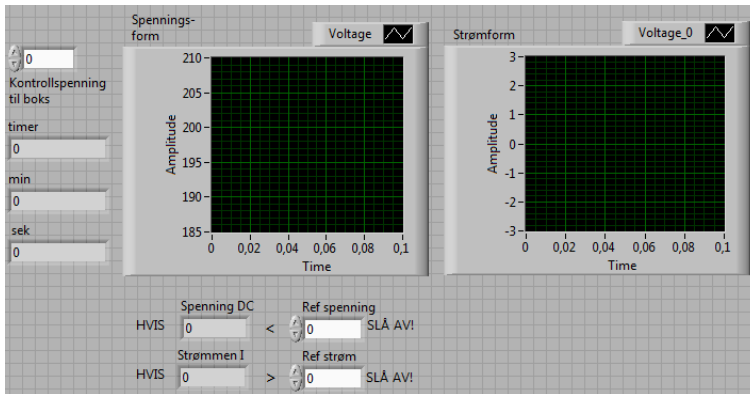 Spennings-
form
Voltage
Strømform
Voltage_0
0
Kontrollspenning
til boks
timer
0
min
0
sek
0
Amplitude
210
205
200
195
190
185
0 0,02 0,04 0,06 0,08 0,1
Time
Amplitude
3
2
1
0
-1
-2
-3
0 0,02 0,04 0,06 0,08 0,1
Time
Spenning DC Ref spenning
HVIS 0 < 0 SLÅ AV!
Strømmen I Ref strøm
HVIS 0 > 0 SLÅ AV!